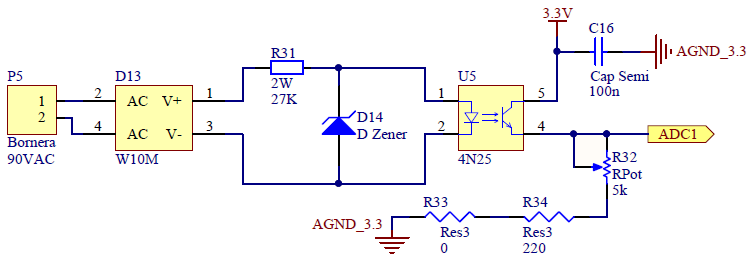 P5
1
2
Bornera
90VAC
D13
2
4
AC V+
AC V-
1
3
W10M
R31
2W
27K
D14
D Zener
U5
1
2
5
4
4N25
3.3V
C16
Cap Semi
100n
AGND_3.3
ADC1
R32
RPot
5k
AGND_3.3
R33
Res3
0
R34
Res3
220